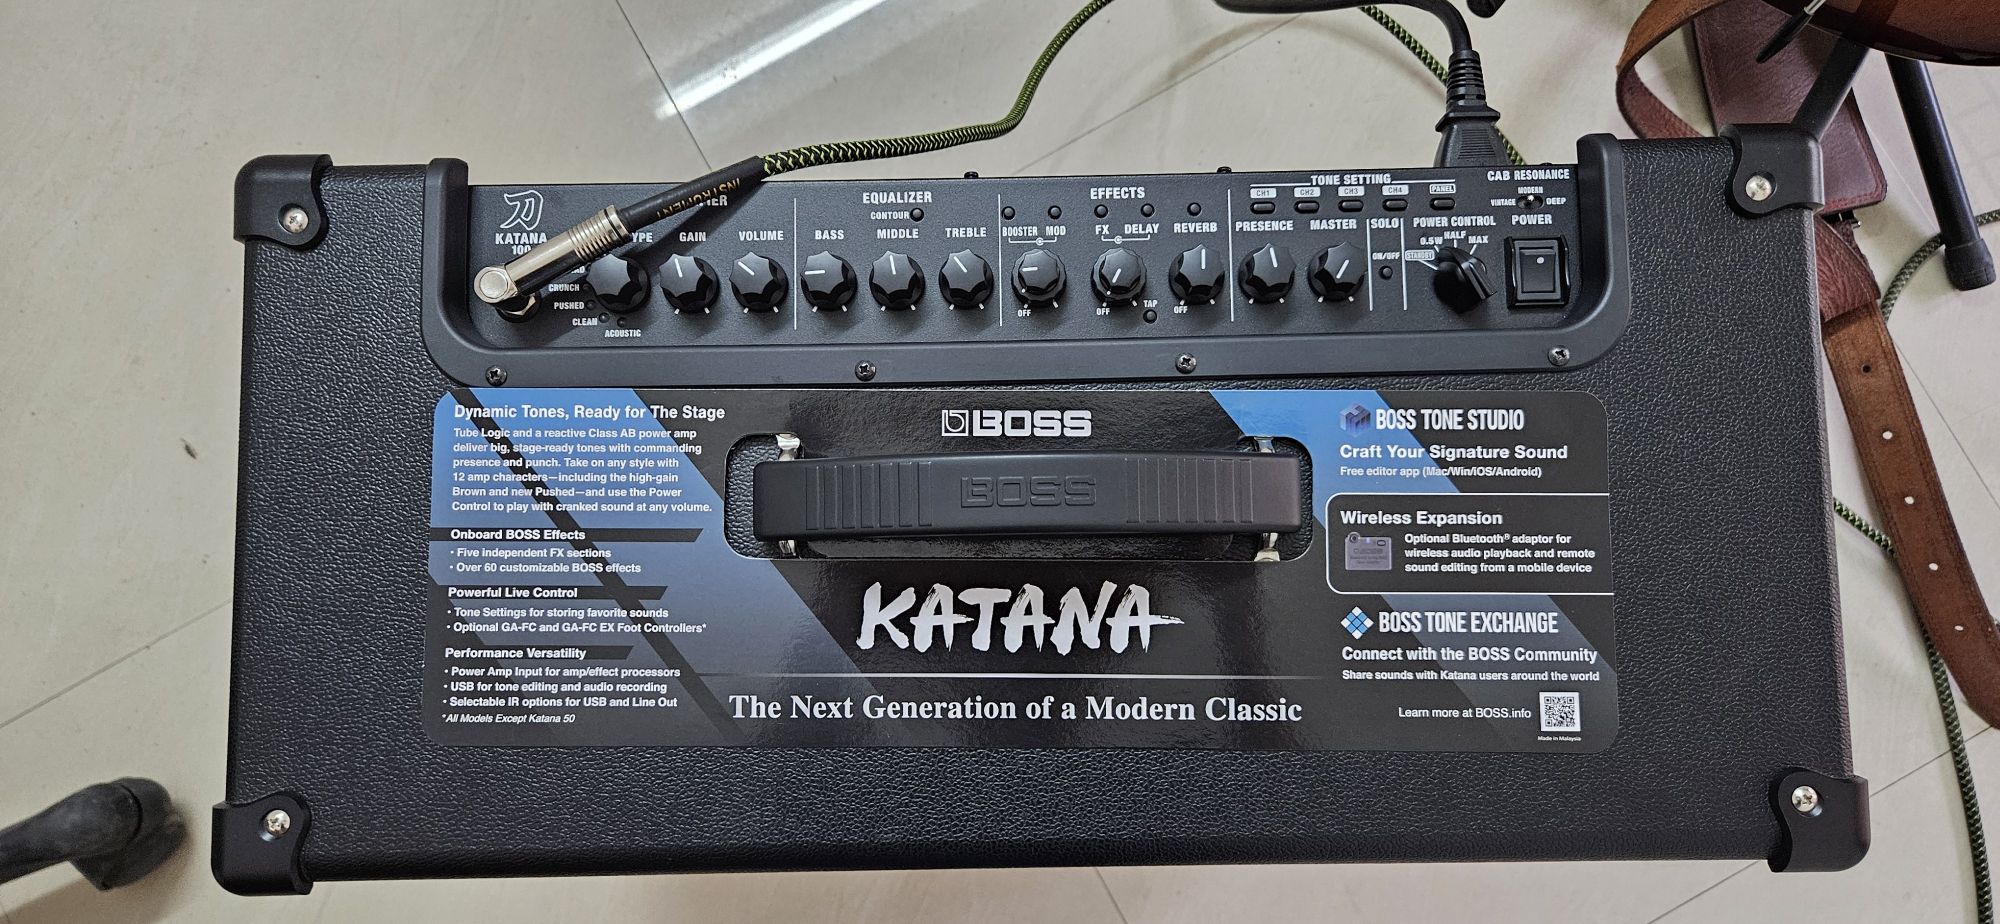 刀
KATANA
100
INSTRUMENT
CRUNCH
PUSHED
CLEAN
ACOUSTIC
GAIN
VOLUME
EQUALIZER
CONTOUR
BASS
MIDDLE
TREBLE
EFFECTS
BOOSTER
MOD
FX
DELAY
REVERB
OFF
OFF
TAP
OFF
TONE SETTING
CH1
CH2
CH3
CH4
PANEL
PRESENCE
MASTER
SOLO
ON/OFF
POWER CONTROL
STANDBY
0.5W
HALF
MAX
CAB RESONANCE
MODERN
VINTAGE
DEEP
POWER
Dynamic Tones, Ready for The Stage
Tube Logic and a reactive Class AB power amp
deliver big, stage-ready tones with commanding
presence and punch. Take on any style with
12 amp characters—including the high-gain
Brown and new Pushed—and use the Power
Control to play with cranked sound at any volume.
Onboard BOSS Effects
• Five independent FX sections
• Over 60 customizable BOSS effects
Powerful Live Control
• Tone Settings for storing favorite sounds
• Optional GA-FC and GA-FC EX Foot Controllers*
Performance Versatility
• Power Amp Input for amp/effect processors
• USB for tone editing and audio recording
• Selectable IR options for USB and Line Out
*All Models Except Katana 50
BOSS
BOSS
KATANA
The Next Generation of a Modern Classic
BOSS TONE STUDIO
Craft Your Signature Sound
Free editor app (Mac/Win/iOS/Android)
Wireless Expansion
Optional Bluetooth® adaptor for
wireless audio playback and remote
sound editing from a mobile device
BOSS TONE EXCHANGE
Connect with the BOSS Community
Share sounds with Katana users around the world
Learn more at BOSS.info
Made in Malaysia